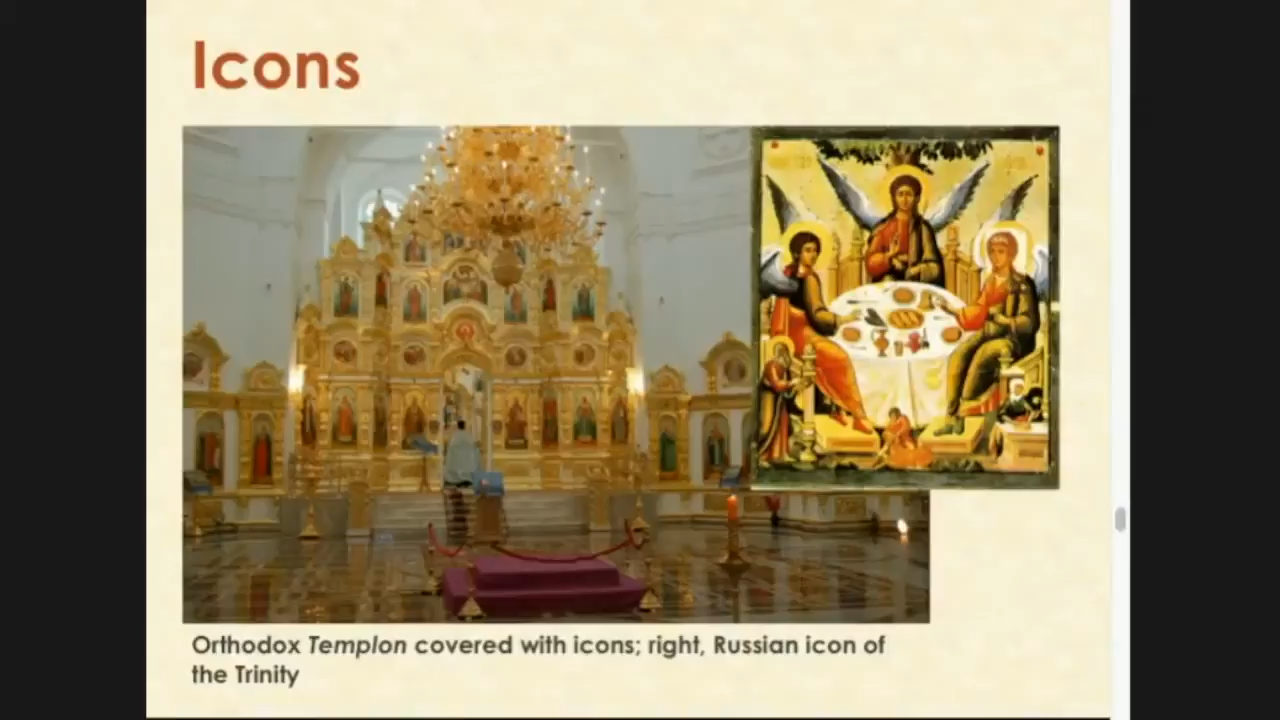 Icons
Orthodox Templon covered with icons; right, Russian icon of
the Trinity